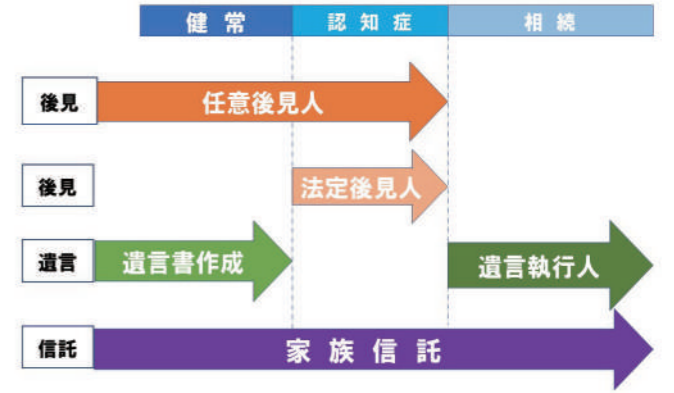 健常 認知症 相続
後見 任意後見人
後見 法定後見人
遺言 遺言書作成 遺言執行人
信託 家族信託